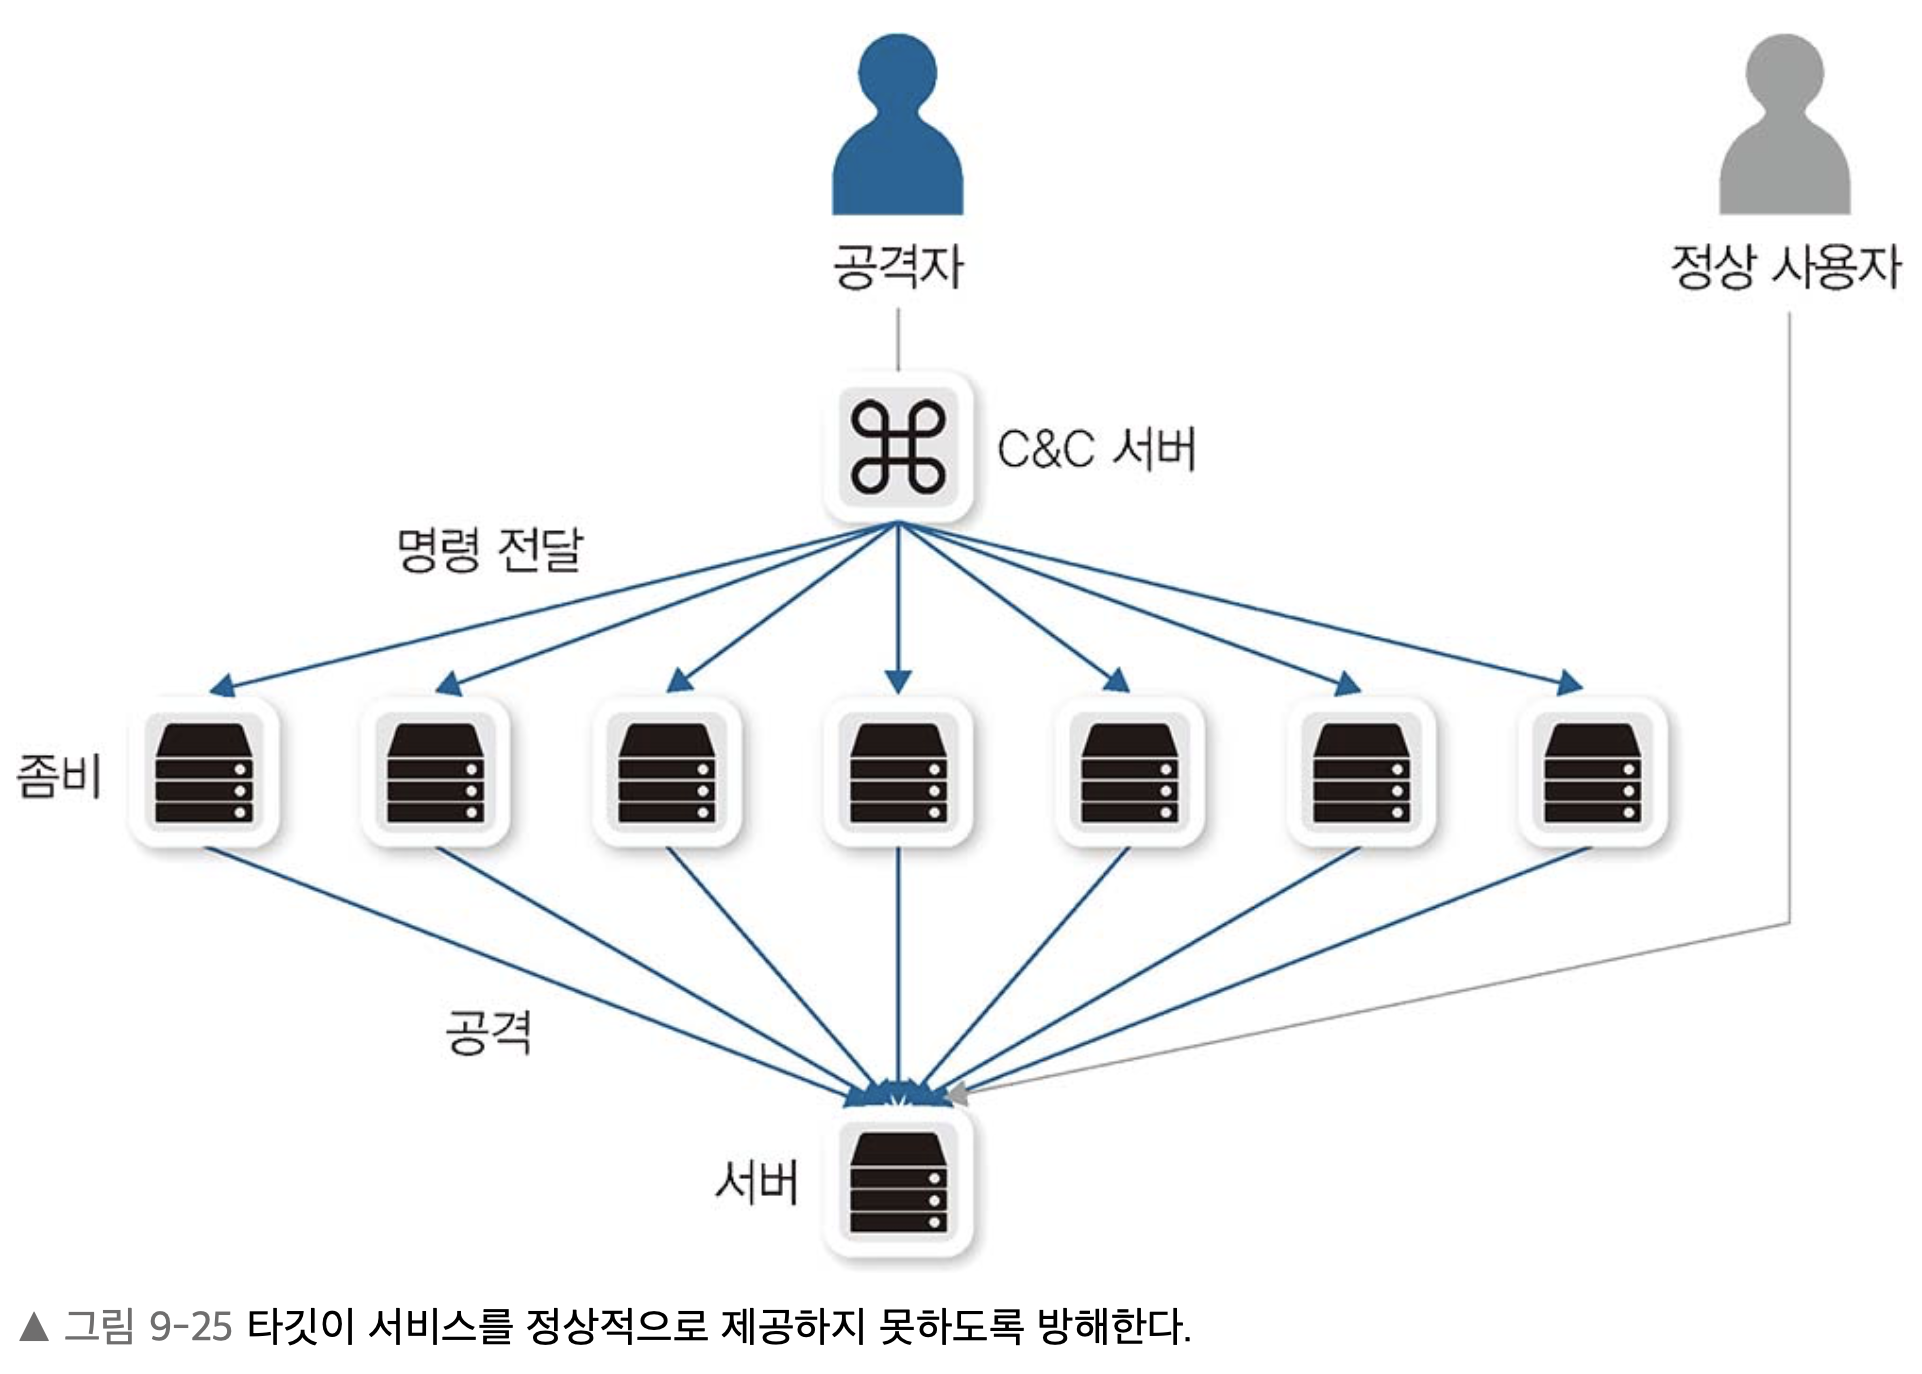 공격자
정상 사용자
C&C 서버
명령 전달
좀비
공격
서버
▲ 그림 9-25 타깃이 서비스를 정상적으로 제공하지 못하도록 방해한다.